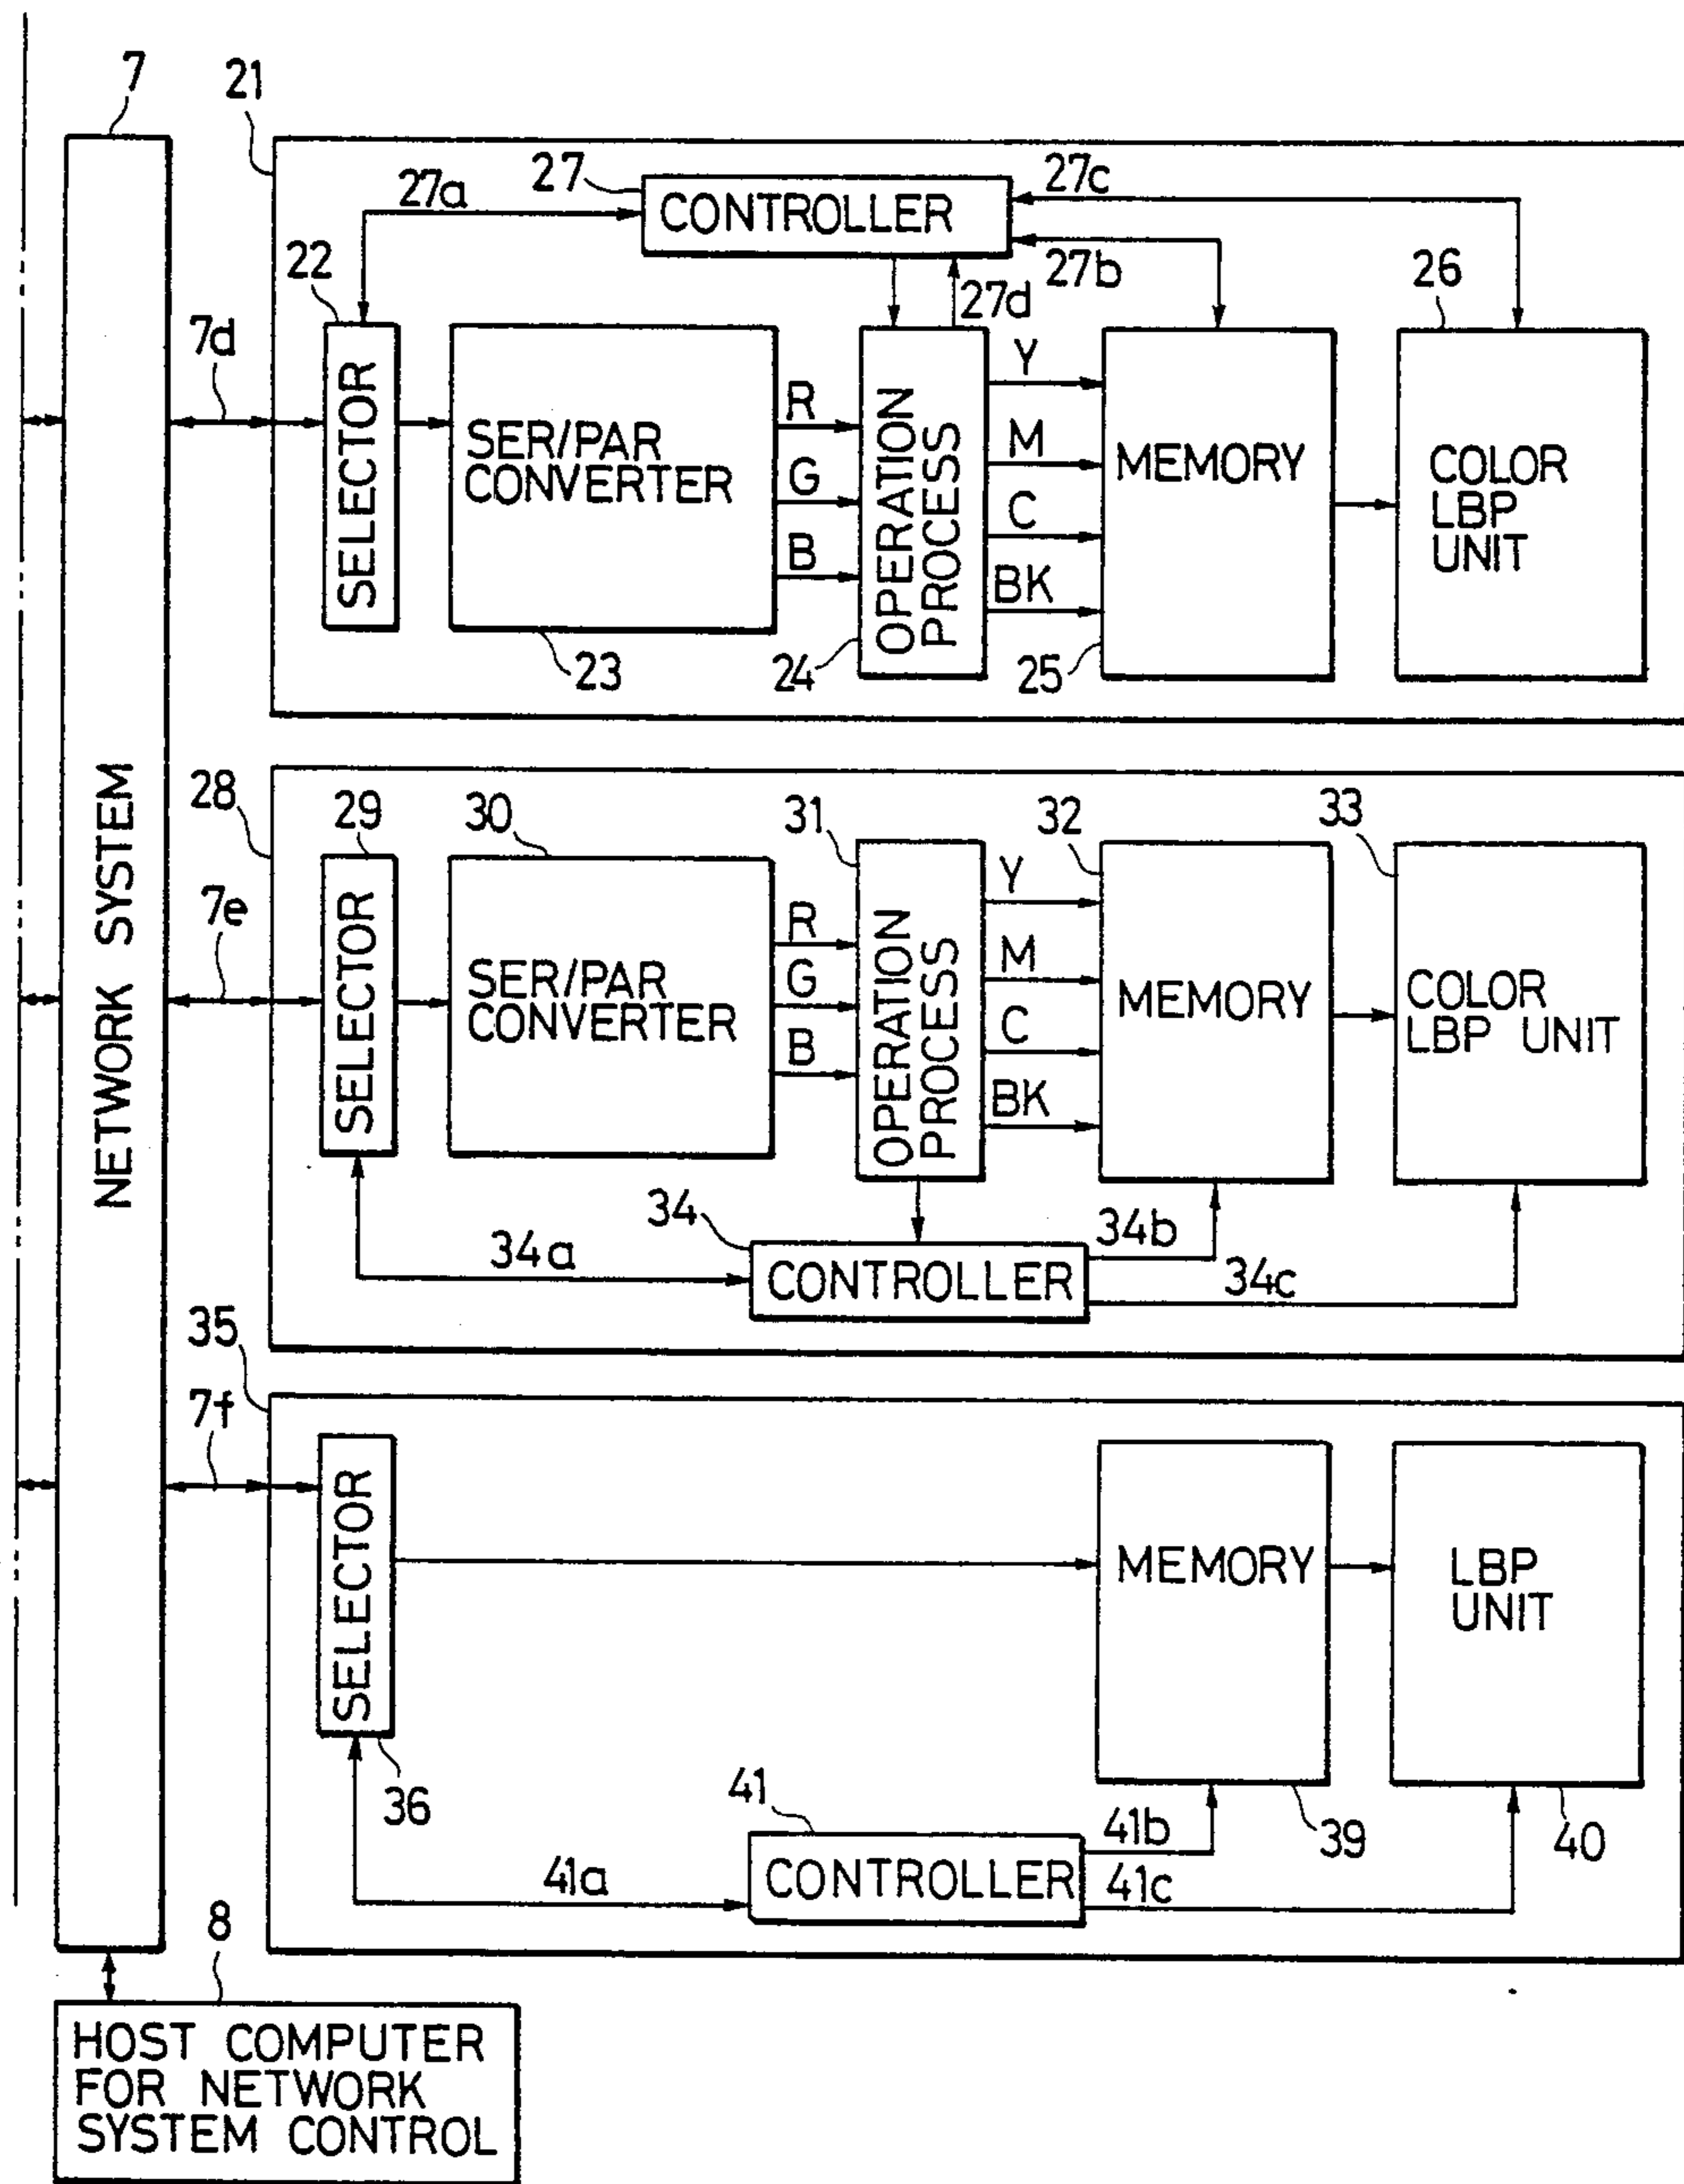 7
NETWORK SYSTEM
21
27a
27
CONTROLLER
27c
27b
27d
22
SELECTOR
7d
SER/PAR
CONVERTER
23
R
G
B
OPERATION
PROCESS
24
Y
M
C
BK
MEMORY
25
26
COLOR
LBP
UNIT
28
7e
29
SELECTOR
30
SER/PAR
CONVERTER
R
G
B
31
OPERATION
PROCESS
Y
M
C
BK
32
MEMORY
33
COLOR
LBP UNIT
34a
34
CONTROLLER
34b
34c
35
7f
SELECTOR
36
MEMORY
39
LBP
UNIT
40
41a
41
CONTROLLER
41b
41c
8
HOST COMPUTER
FOR NETWORK
SYSTEM CONTROL